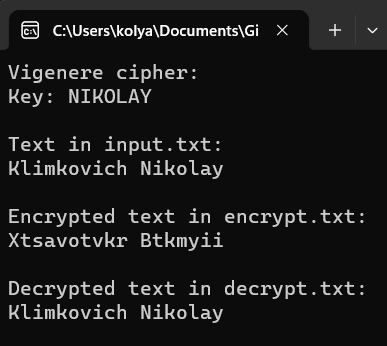 C:\Users\kolya\Documents\Gi
Vigenere cipher:
Key: NIKOLAY
Text in input.txt:
Klimkovich Nikolay
Encrypted text in encrypt.txt:
Xtsavotvkr Btkmyii
Decrypted text in decrypt.txt:
Klimkovich Nikolay